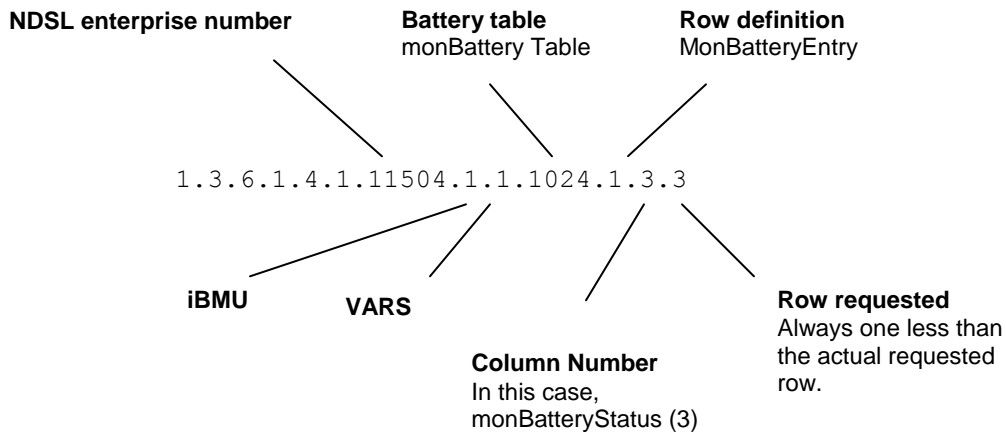 NDSL enterprise number
Battery table
monBattery Table
Row definition
MonBatteryEntry
1.3.6.1.4.1.11504.1.1.1024.1.3.3
iBMU
VARS
Column Number
In this case,
monBatteryStatus (3)
Row requested
Always one less than
the actual requested
row.